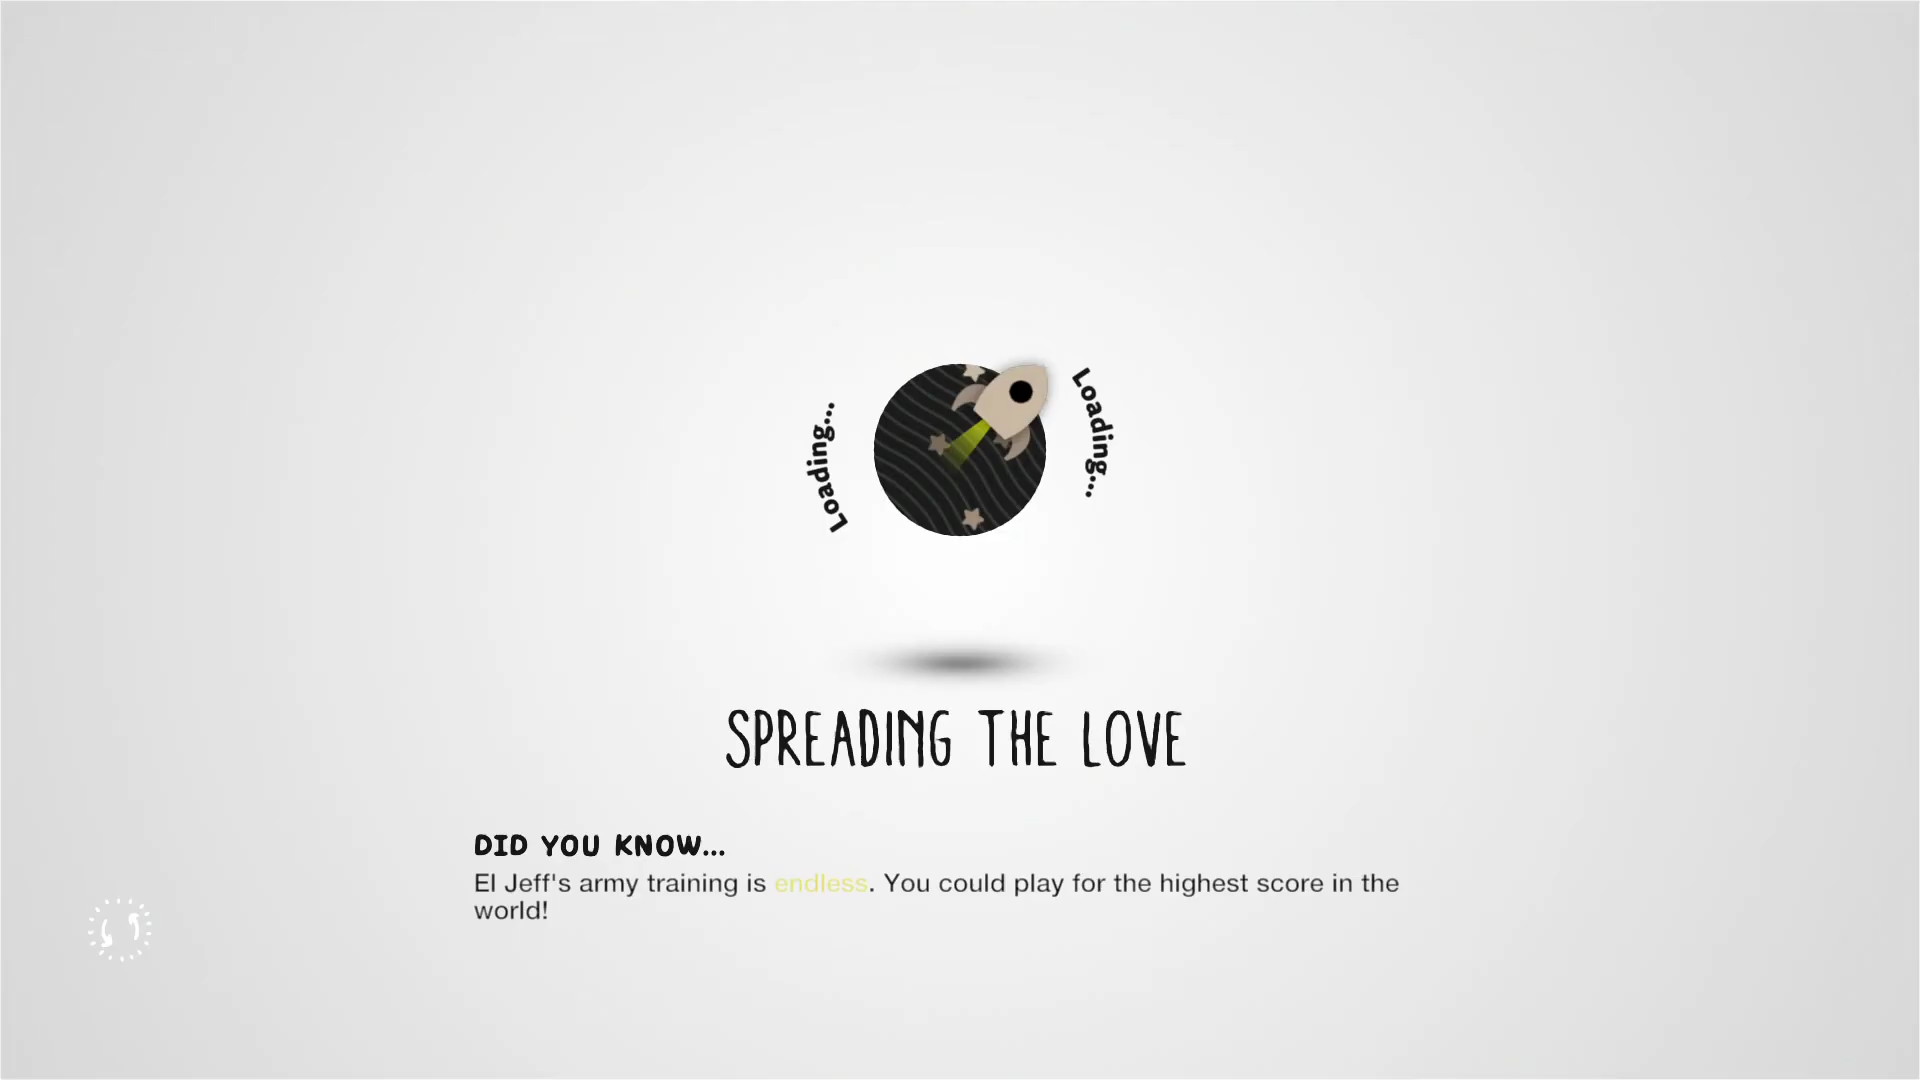 Loading...
Loading...
SPREADING THE LOVE
DID YOU KNOW...
El Jeff's army training is endless. You could play for the highest score in the
world!